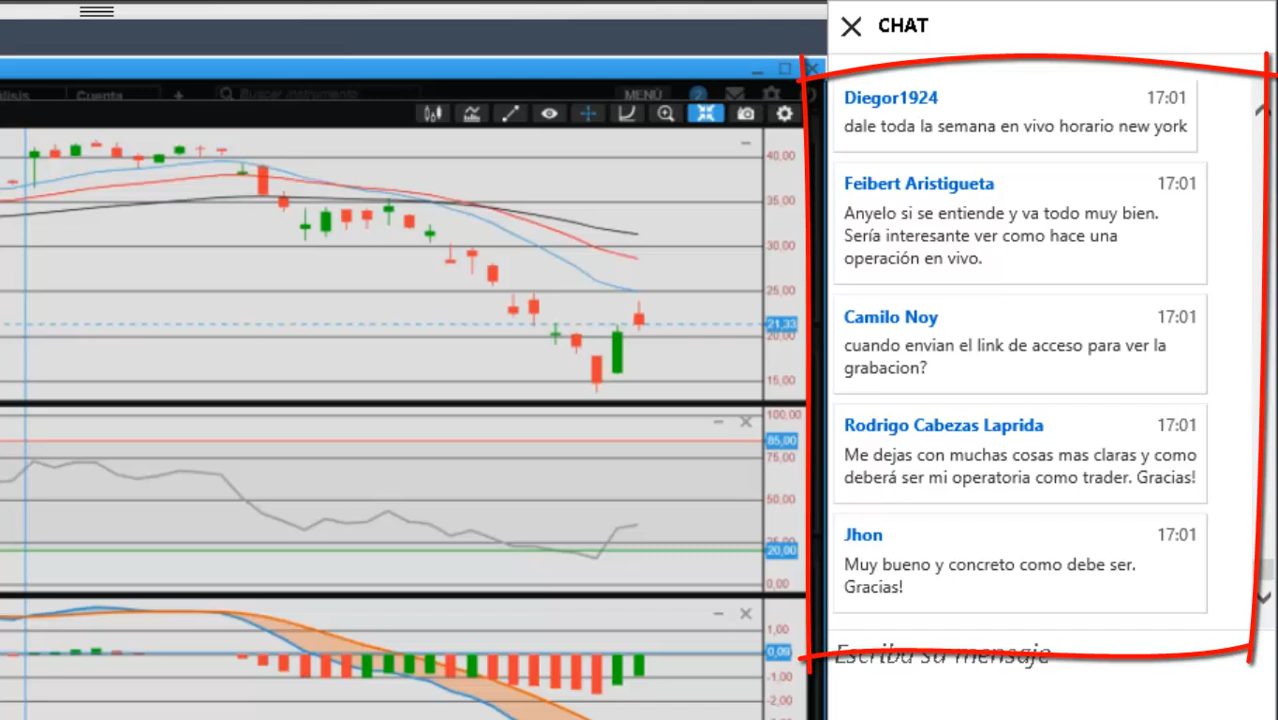 CHAT
lisis
Cuenta
+
Buscar instrumento
MENÚ
2
40,00
35,00
30,00
25,00
21,33
20,00
15,00
100,00
85,00
75,00
50,00
25,00
20,00
0,00
1,00
0,09
-1,00
-2,00
Diegor1924 17:01
dale toda la semana en vivo horario new york
Feibert Aristigueta 17:01
Anyelo si se entiende y va todo muy bien.
Sería interesante ver como hace una
operación en vivo.
Camilo Noy 17:01
cuando envian el link de acceso para ver la
grabacion?
Rodrigo Cabezas Laprida 17:01
Me dejas con muchas cosas mas claras y como
deberá ser mi operatoria como trader. Gracias!
Jhon 17:01
Muy bueno y concreto como debe ser.
Gracias!
Escriba su mensaje